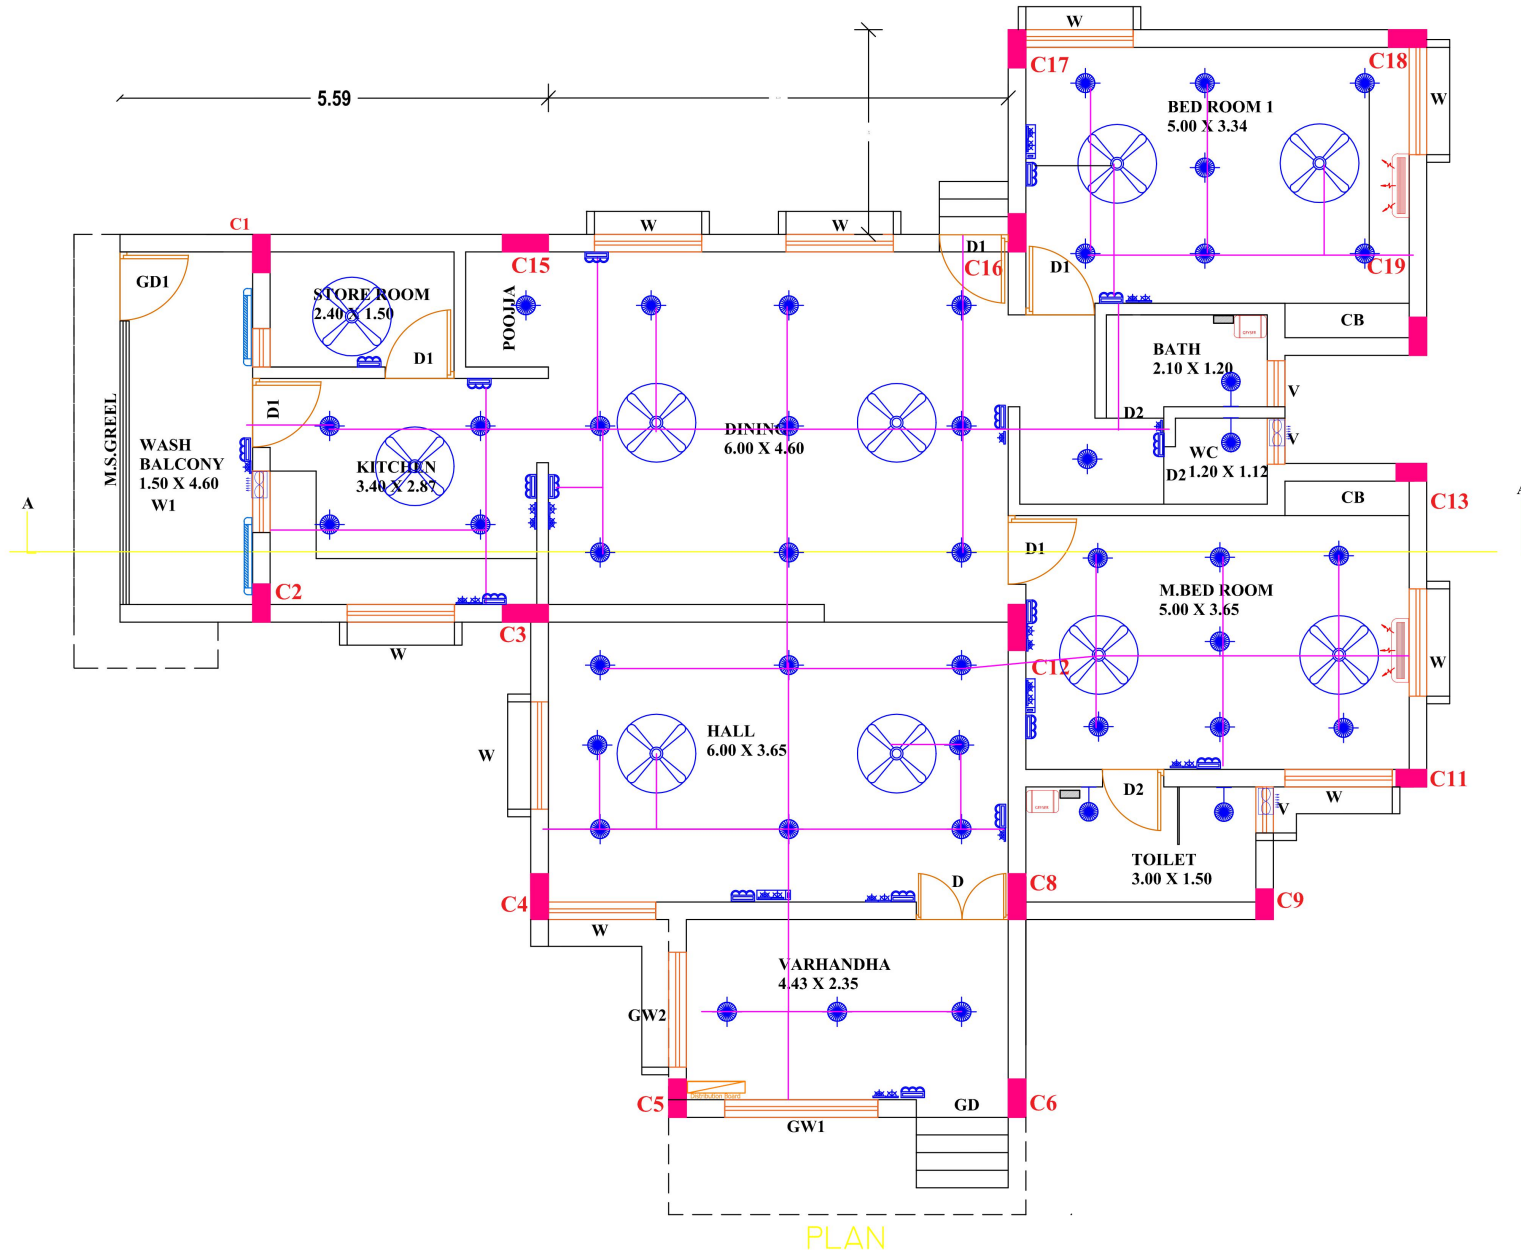 W
C17
C18
W
5.59
BED ROOM 1
5.00 X 3.34
C1
W
W
D1
C15
C16
D1
C19
GD1
STORE ROOM
2.40 X 1.50
POOJJA
CB
D1
BATH
2.10 X 1.20
V
D1
M.S.GREEL
D2
DINING
6.00 X 4.60
WASH
BALCONY
1.50 X 4.60
W1
KITCHEN
3.40 X 2.87
V
WC
1.20 X 1.12
D2
CB
C13
A
A
D1
C2
M.BED ROOM
5.00 X 3.65
C3
W
C12
W
HALL
6.00 X 3.65
W
C11
D2
W
V
TOILET
3.00 X 1.50
D
C8
C4
C9
W
VARHANDHA
4.43 X 2.35
GW2
Distribution Board
C5
GD
C6
GW1
PLAN